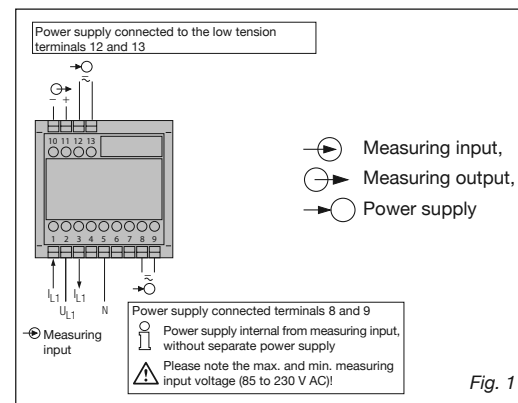 Power supply connected to the low tension
terminals 12 and 13
− +
10 11 12 13
1 2 3 4 5 6 7 8 9
IL1 UL1 IL1 N
Measuring
input
Measuring input,
Measuring output,
Power supply
Power supply connected terminals 8 and 9
Power supply internal from measuring input,
without separate power supply
Please note the max. and min. measuring
input voltage (85 to 230 V AC)!
Fig. 1